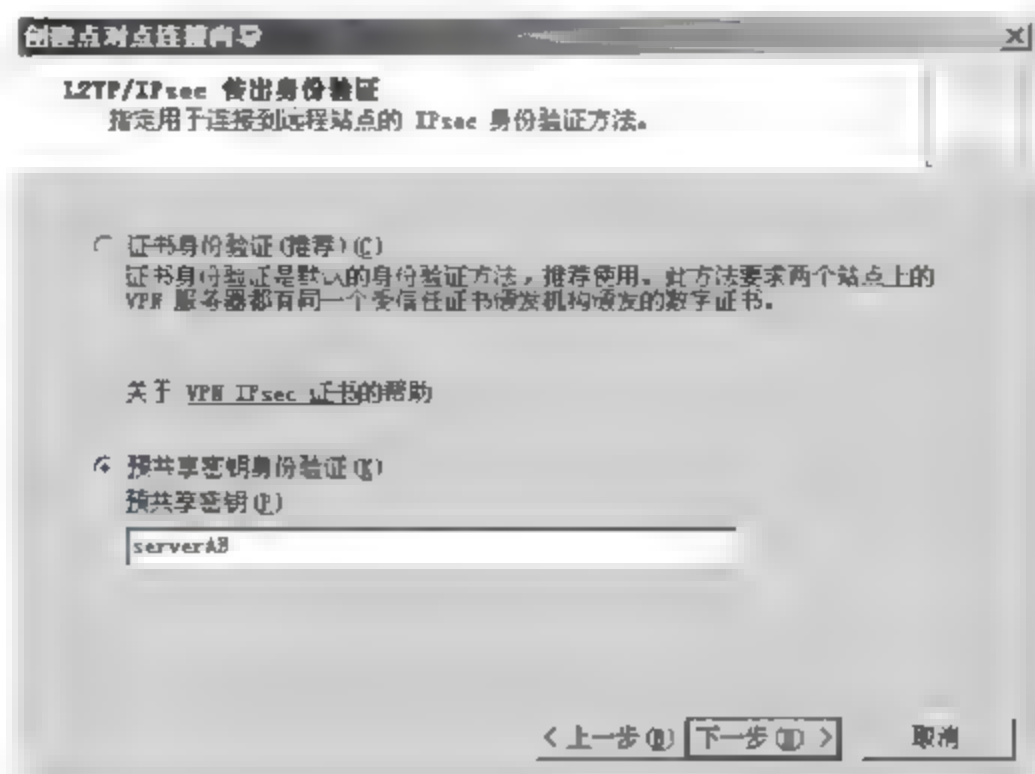 创建点对点连接向导
L2TP/IPsec 传出身份验证
指定用于连接到远程站点的 IPsec 身份验证方法。
证书身份验证(推荐)(C)
证书身份验证是默认的身份验证方法，推荐使用。此方法要求两个站点上的
VPN 服务器都有同一个受信任证书颁发机构颁发的数字证书。
关于 VPN IPsec 证书的帮助
预共享密钥身份验证(K)
预共享密钥(P)
serverAB
< 上一步(B) 下一步(N) > 取消